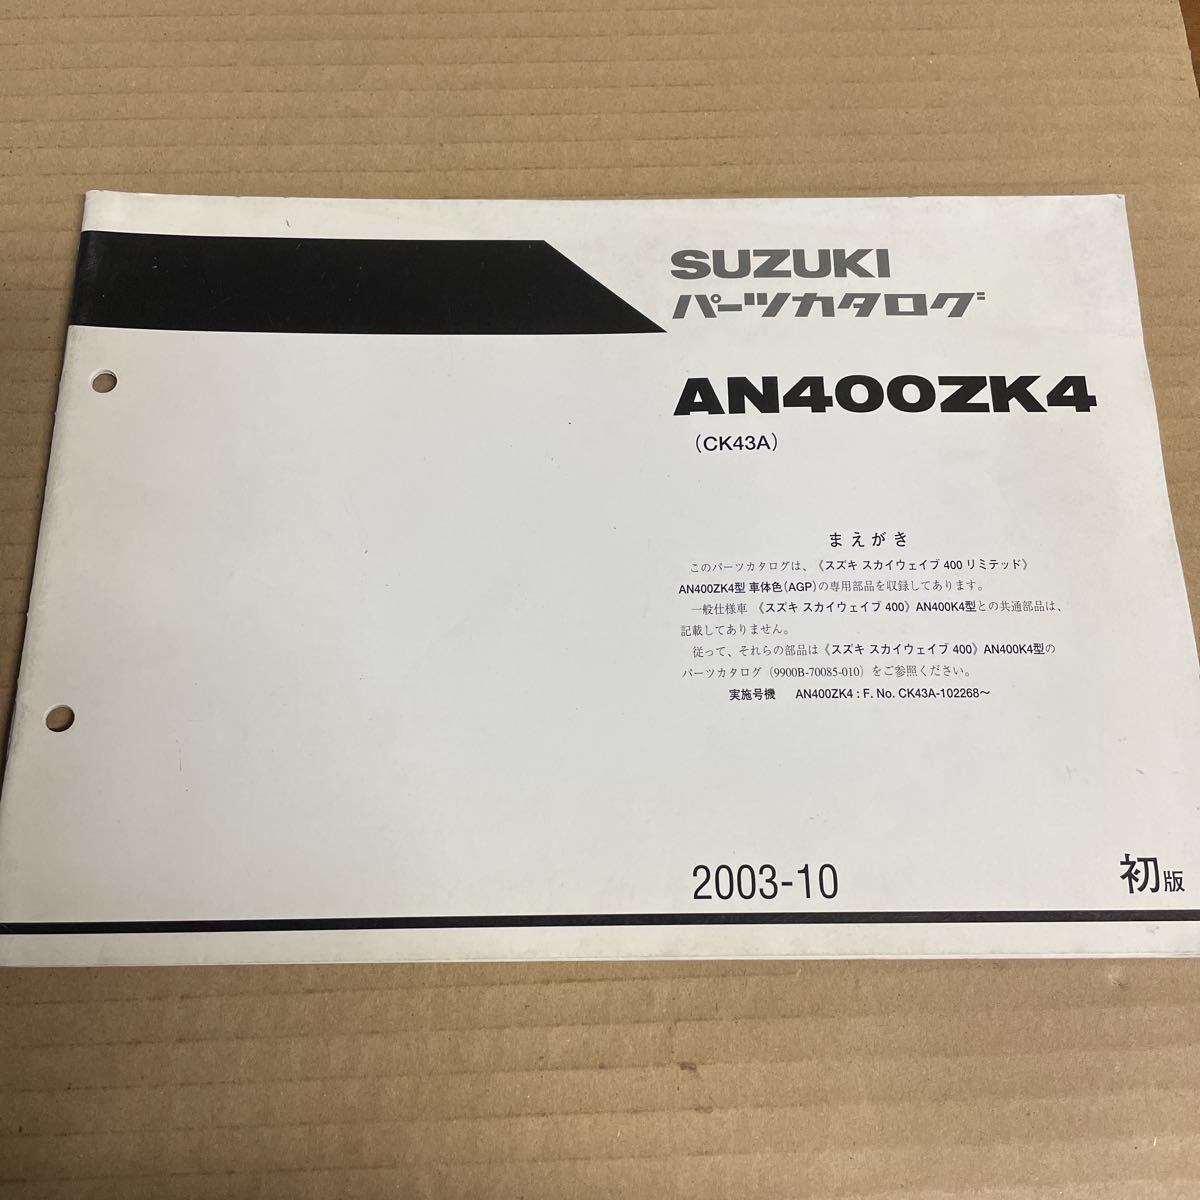 SUZUKI
パーツカタログ
AN400ZK4
(CK43A)
まえがき
このパーツカタログは、《スズキ スカイウェイブ 400 リミテッド》
AN400ZK4型 車体色(AGP)の専用部品を収録してあります。
一般仕様車 《スズキ スカイウェイブ 400》AN400K4型との共通部品は、
記載してありません。
従って、それらの部品は《スズキ スカイウェイブ 400》AN400K4型の
パーツカタログ(9900B-70085-010)をご参照ください。
実施号機 AN400ZK4 : F. No. CK43A-102268〜
2003-10
初版